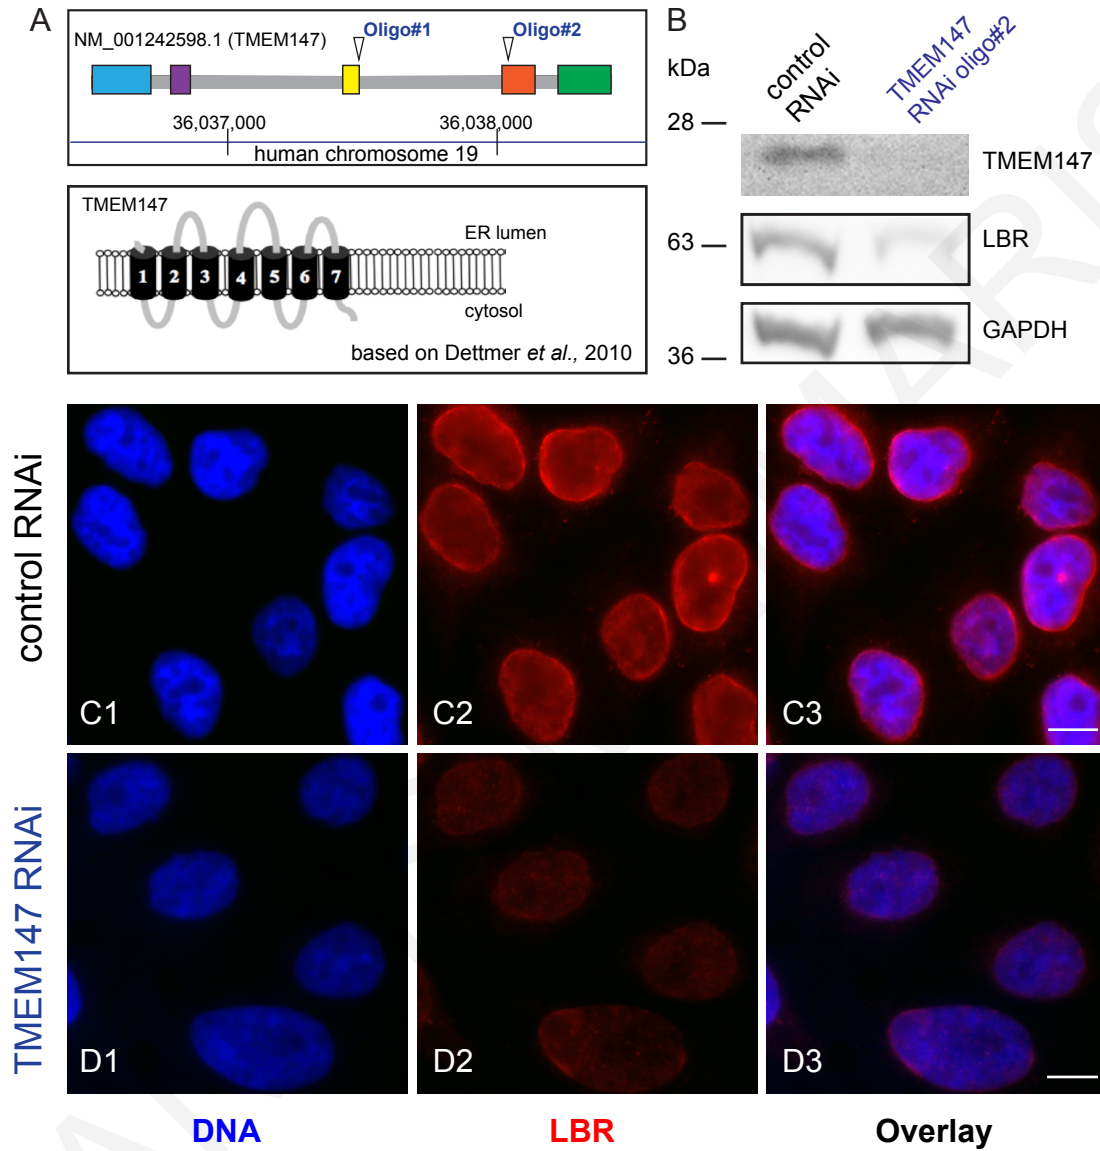 A
NM_001242598.1 (TMEM147)
Oligo#1
Oligo#2
36,037,000
36,038,000
human chromosome 19
TMEM147
ER lumen
1 2 3 4 5 6 7
cytosol
based on Dettmer et al., 2010
B
kDa
control
RNAi
TMEM147
RNAi oligo#2
28
TMEM147
63
LBR
GAPDH
36
control RNAi
C1
C2
C3
TMEM147 RNAi
D1
D2
D3
DNA
LBR
Overlay